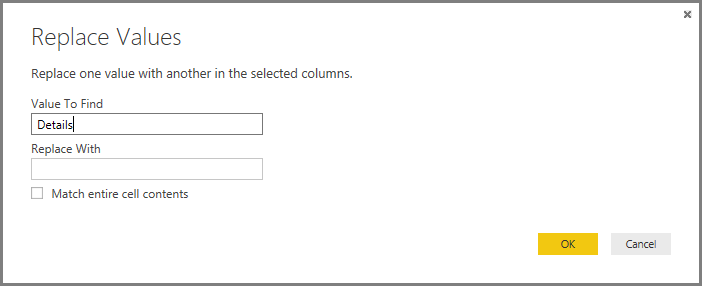 Replace Values
Replace one value with another in the selected columns.
Value To Find
Details
Replace With
Match entire cell contents
OK
Cancel